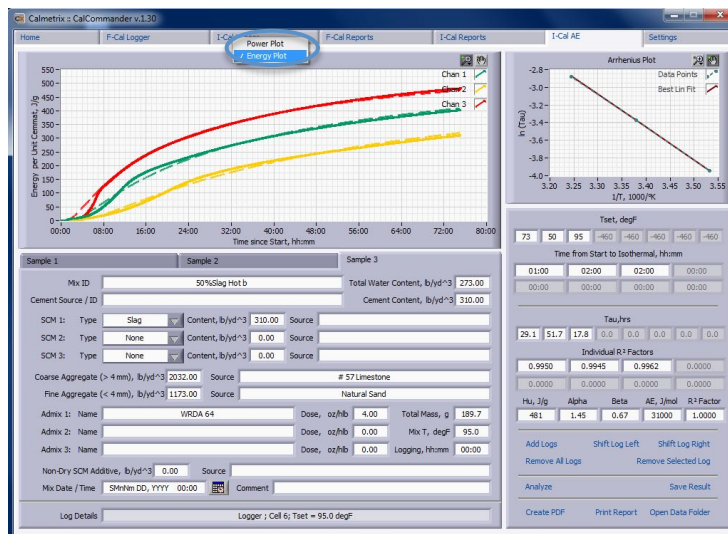 Calmetrix :: CalCommander v.1.30
Home F-Cal Logger F-Cal Reports I-Cal Reports I-Cal AE Settings
Power Plot
✓ Energy Plot
Chan 1
Chan 2
Chan 3
Energy per Unit Cemmat, J/g
550
500
450
400
350
300
250
200
150
100
50
0
00:00 08:00 16:00 24:00 32:00 40:00 48:00 56:00 64:00 72:00 80:00
Time since Start, hh:mm
Arrhenius Plot
Data Points
Best Lin Fit
ln (Tau)
-2.8
-3.0
-3.2
-3.4
-3.6
-3.8
-4.0
3.20 3.25 3.30 3.35 3.40 3.45 3.50 3.55
1/T, 1000/°K
Sample 1 Sample 2 Sample 3
Mix ID 50%Slag Hot b Total Water Content, lb/yd^3 273.00
Cement Source / ID Cement Content, lb/yd^3 310.00
SCM 1: Type Slag Content, lb/yd^3 310.00 Source
SCM 2: Type None Content, lb/yd^3 0.00 Source
SCM 3: Type None Content, lb/yd^3 0.00 Source
Coarse Aggregate (> 4 mm), lb/yd^3 2032.00 Source # 57 Limestone
Fine Aggregate (< 4 mm), lb/yd^3 1173.00 Source Natural Sand
Admix 1: Name WRDA 64 Dose, oz/hlb 4.00 Total Mass, g 189.7
Admix 2: Name Dose, oz/hlb 0.00 Mix T, degF 95.0
Admix 3: Name Dose, oz/hlb 0.00 Logging, hh:mm 00:00
Non-Dry SCM Additive, lb/yd^3 0.00 Source
Mix Date / Time SMnNm DD, YYYY 00:00 Comment
Log Details Logger ; Cell 6; Tset = 95.0 degF
Tset, degF
73 50 95 -460 -460 -460 -460
Time from Start to Isothermal, hh:mm
01:00 02:00 02:00 00:00
00:00 00:00 00:00 00:00
Tau,hrs
29.1 51.7 17.8 0.0 0.0 0.0 0.0
Individual R² Factors
0.9950 0.9945 0.9962 0.0000
0.0000 0.0000 0.0000 0.0000
Hu, J/g Alpha Beta AE, J/mol R² Factor
481 1.45 0.67 31000 1.0000
Add Logs Shift Log Left Shilft Log Right
Remove All Logs Remove Selected Log
Analyze Save Result
Create PDF Print Report Open Data Folder